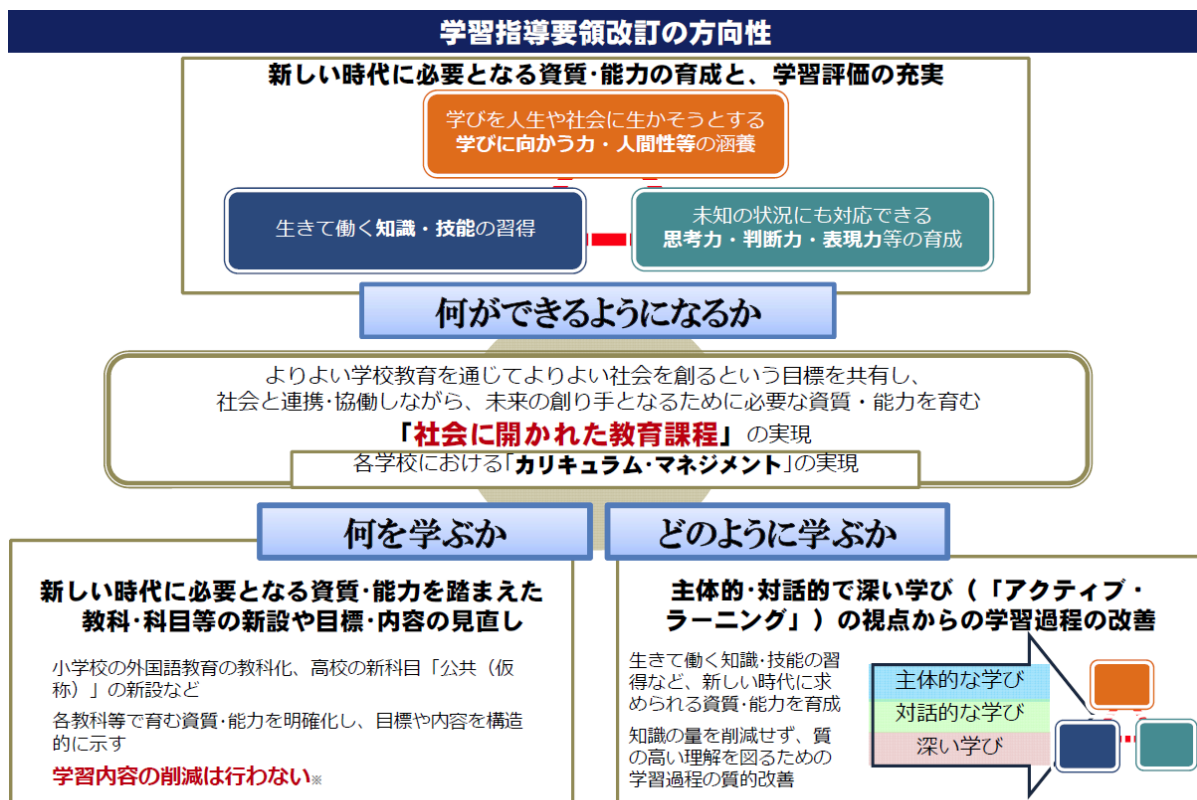 学習指導要領改訂の方向性
新しい時代に必要となる資質･能力の育成と、学習評価の充実
学びを人生や社会に生かそうとする
学びに向かう力・人間性等の涵養
生きて働く知識・技能の習得
未知の状況にも対応できる
思考力・判断力・表現力等の育成
何ができるようになるか
よりよい学校教育を通じてよりよい社会を創るという目標を共有し、
社会と連携･協働しながら、未来の創り手となるために必要な資質・能力を育む
「社会に開かれた教育課程」の実現
各学校における「カリキュラム･マネジメント」の実現
何を学ぶか
新しい時代に必要となる資質･能力を踏まえた
教科･科目等の新設や目標･内容の見直し
小学校の外国語教育の教科化、高校の新科目「公共（仮
称）」の新設など
各教科等で育む資質･能力を明確化し、目標や内容を構造
的に示す
学習内容の削減は行わない※
どのように学ぶか
主体的･対話的で深い学び（「アクティブ・
ラーニング」）の視点からの学習過程の改善
生きて働く知識･技能の習
得など、新しい時代に求
められる資質･能力を育成
知識の量を削減せず、質
の高い理解を図るための
学習過程の質的改善
主体的な学び
対話的な学び
深い学び